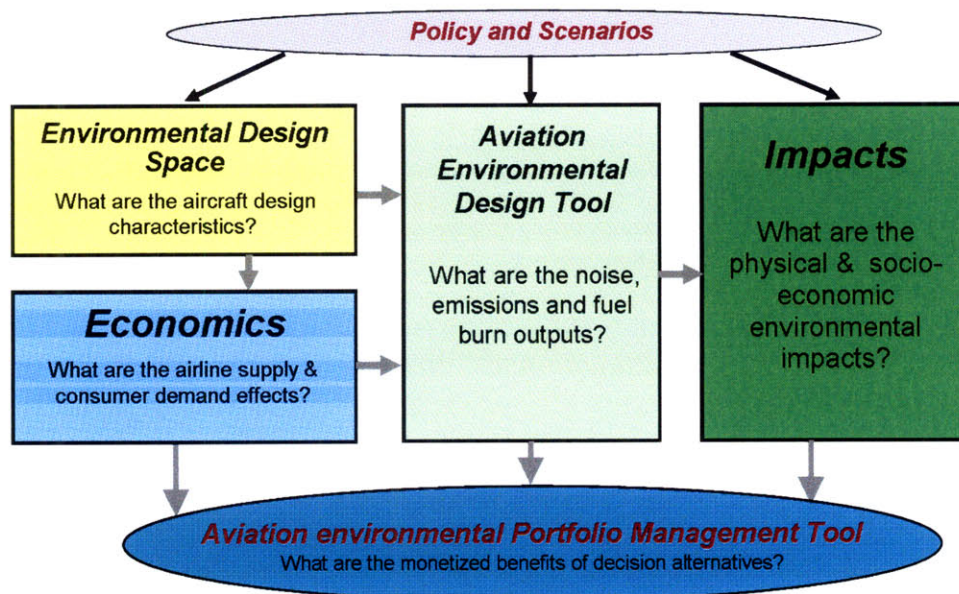 Policy and Scenarios
Environmental Design
Space
What are the aircraft design
characteristics?
Economics
What are the airline supply &
consumer demand effects?
Aviation
Environmental
Design Tool
What are the noise,
emissions and fuel
burn outputs?
Impacts
What are the
physical & socio-
economic
environmental
impacts?
Aviation environmental Portfolio Management Tool
What are the monetized benefits of decision alternatives?